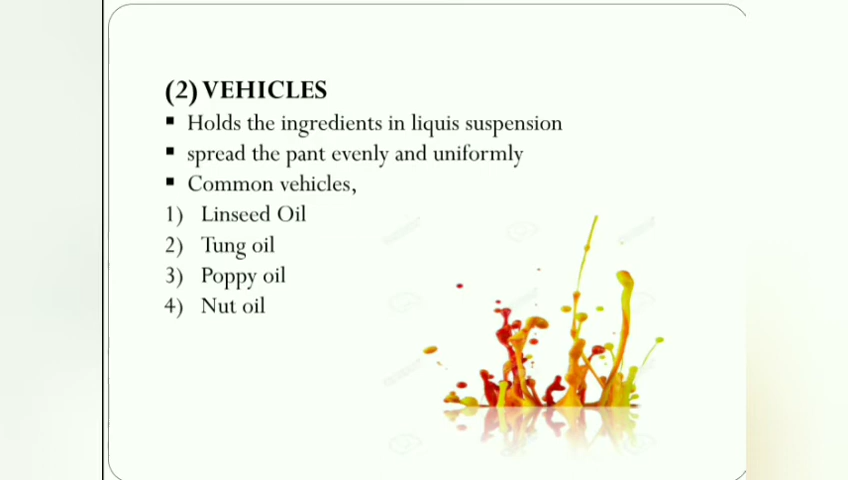 (2) VEHICLES
▪ Holds the ingredients in liquis suspension
▪ spread the pant evenly and uniformly
▪ Common vehicles,
1) Linseed Oil
2) Tung oil
3) Poppy oil
4) Nut oil